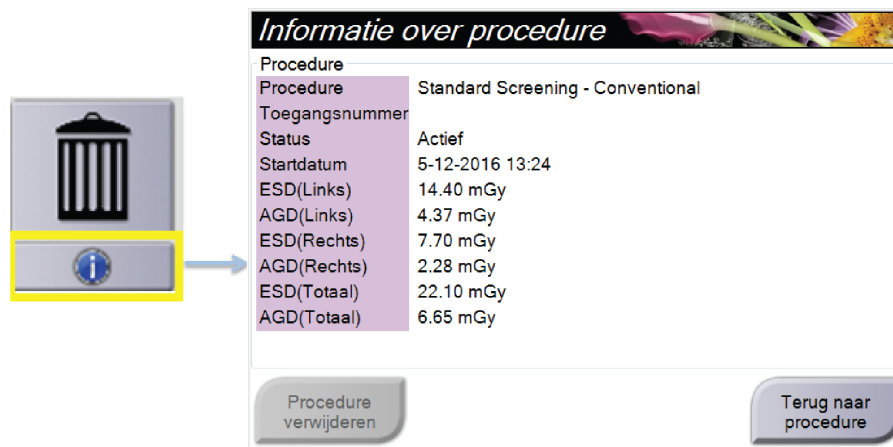 Informatie over procedure
Procedure
Procedure Standard Screening - Conventional
Toegangsnummer
Status Actief
Startdatum 5-12-2016 13:24
ESD(Links) 14.40 mGy
AGD(Links) 4.37 mGy
ESD(Rechts) 7.70 mGy
AGD(Rechts) 2.28 mGy
ESD(Totaal) 22.10 mGy
AGD(Totaal) 6.65 mGy
Procedure
verwijderen
Terug naar
procedure